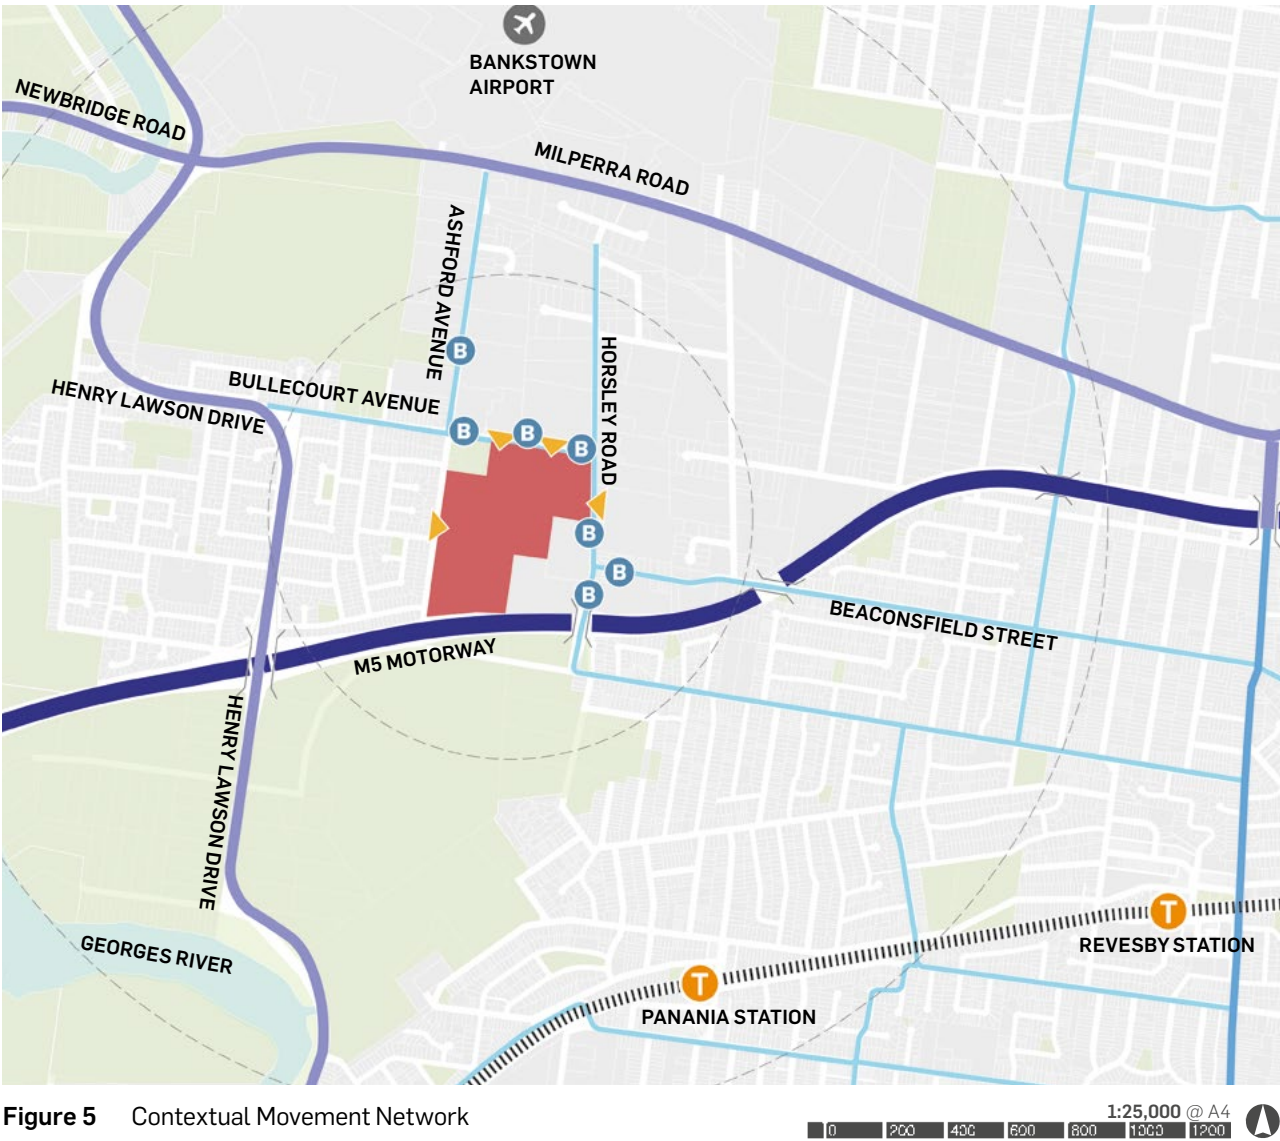 BANKSTOWN
AIRPORT
NEWBRIDGE ROAD
MILPERRA ROAD
ASHFORD AVENUE
HORSLEY ROAD
B
BULLECOURT AVENUE
HENRY LAWSON DRIVE
B
B
B
B
B
B
BEACONSFIELD STREET
M5 MOTORWAY
HENRY LAWSON DRIVE
T
REVESBY STATION
GEORGES RIVER
T
PANANIA STATION
Figure 5 Contextual Movement Network
1:25,000 @ A4
0 200 400 600 800 1000 1200